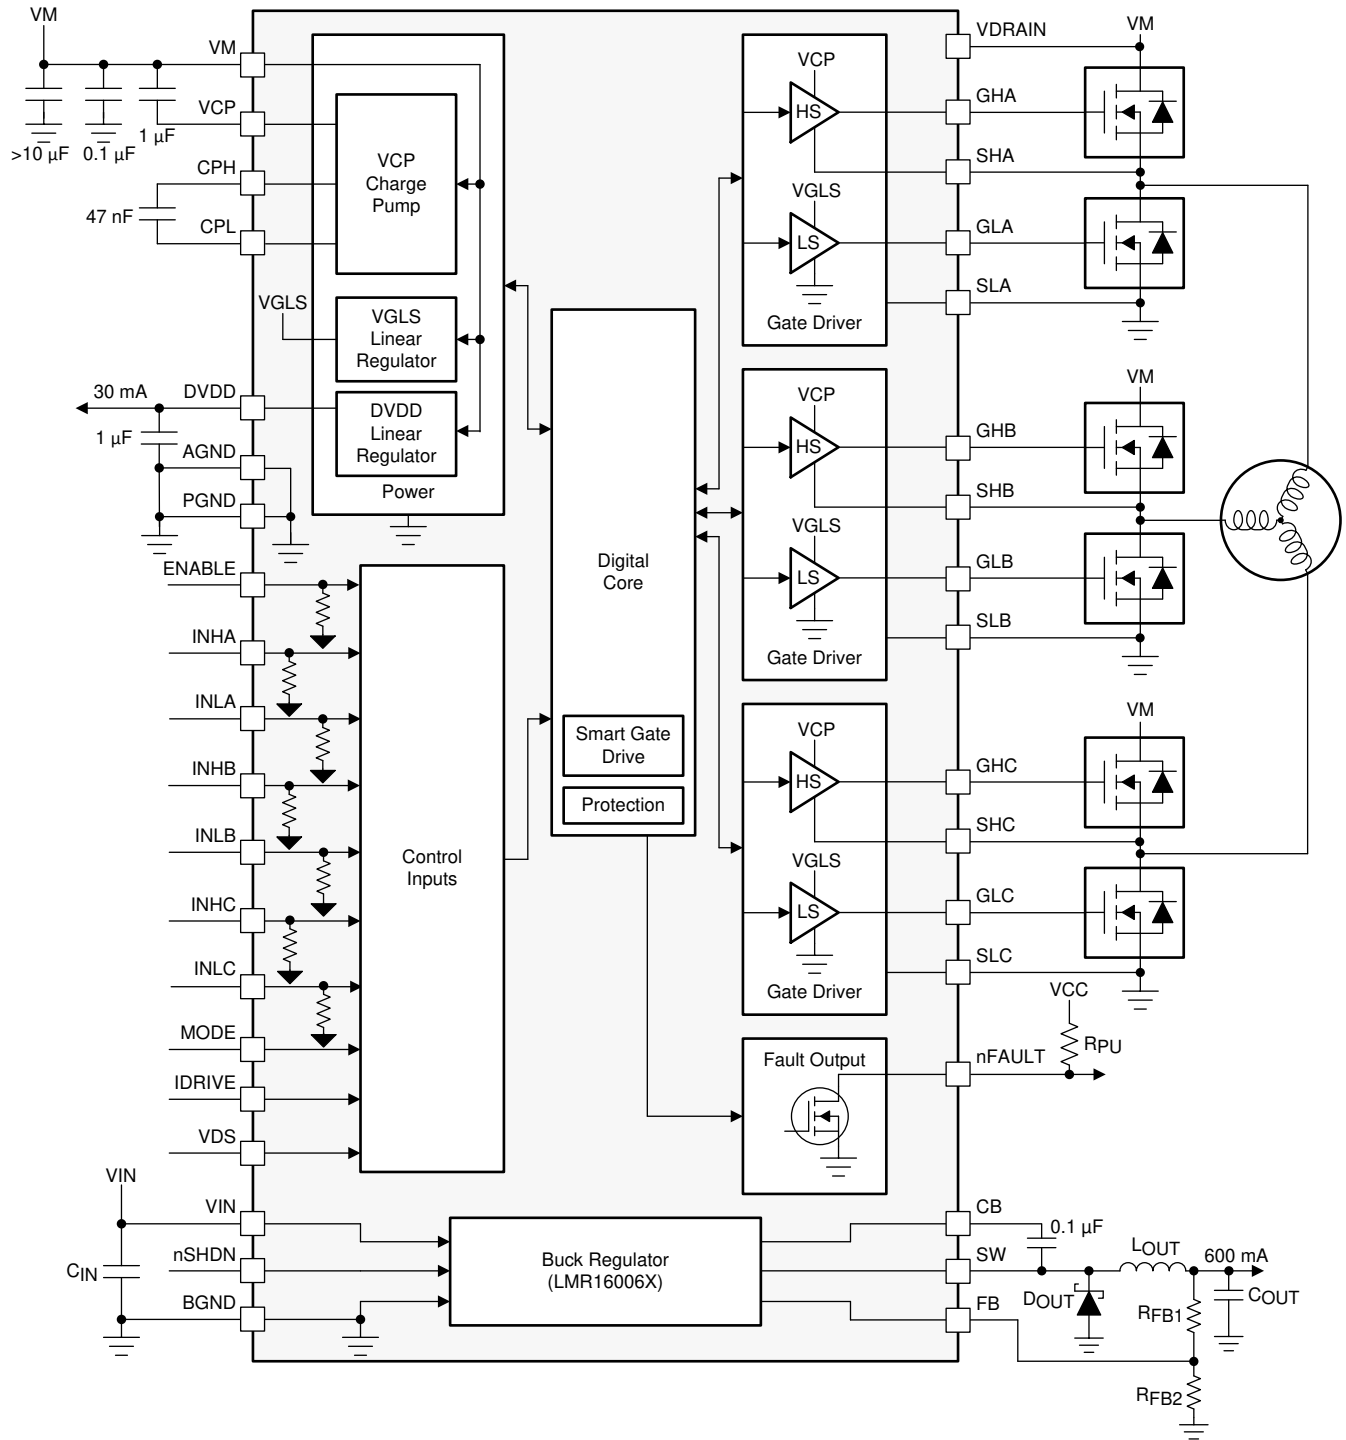 VM
VM
VCP
>10 µF
0.1 µF
1 µF
CPH
47 nF
CPL
VCP
Charge
Pump
VGLS
VGLS
Linear
Regulator
30 mA
DVDD
1 µF
DVDD
Linear
Regulator
AGND
PGND
Power
ENABLE
INHA
INLA
INHB
INLB
INHC
INLC
MODE
IDRIVE
VDS
Control
Inputs
Digital
Core
Smart Gate
Drive
Protection
VCP
HS
VGLS
LS
Gate Driver
VDRAIN
GHA
SHA
GLA
SLA
VM
VCP
HS
VGLS
LS
Gate Driver
GHB
SHB
GLB
SLB
VM
VCP
HS
VGLS
LS
Gate Driver
GHC
SHC
GLC
SLC
VM
Fault Output
nFAULT
VCC
RPU
VIN
CIN
VIN
nSHDN
BGND
Buck Regulator
(LMR16006X)
CB
SW
FB
0.1 µF
LOUT
600 mA
DOUT
COUT
RFB1
RFB2